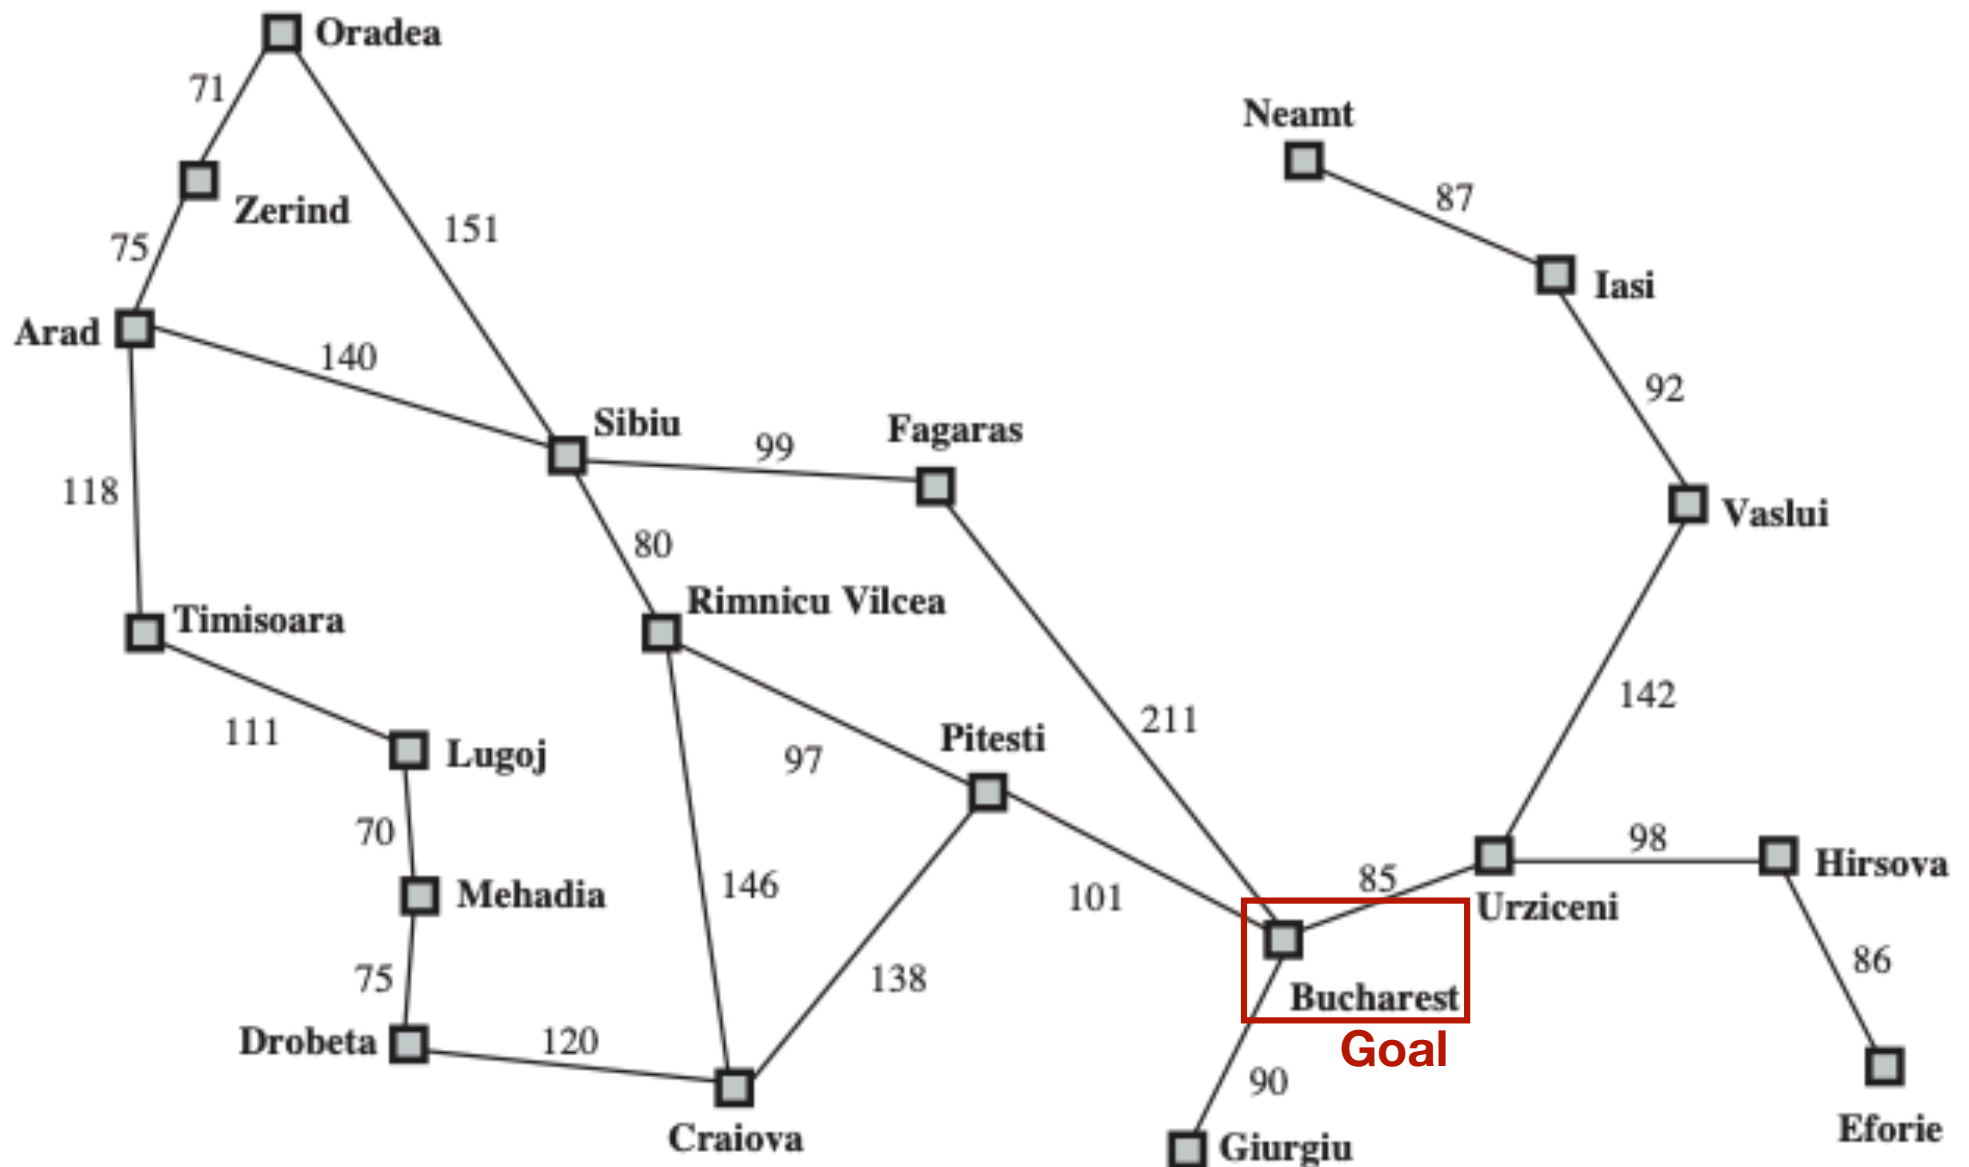 Oradea
71
Neamt
87
Zerind
151
75
Iasi
Arad
140
92
Sibiu
99
Fagaras
118
Vaslui
80
Rimnicu Vilcea
Timisoara
142
211
111
Lugoj
97
Pitesti
70
98
Hirsova
85
Mehadia
146
101
Urziceni
86
75
138
Bucharest
Drobeta
120
Goal
90
Craiova
Giurgiu
Eforie